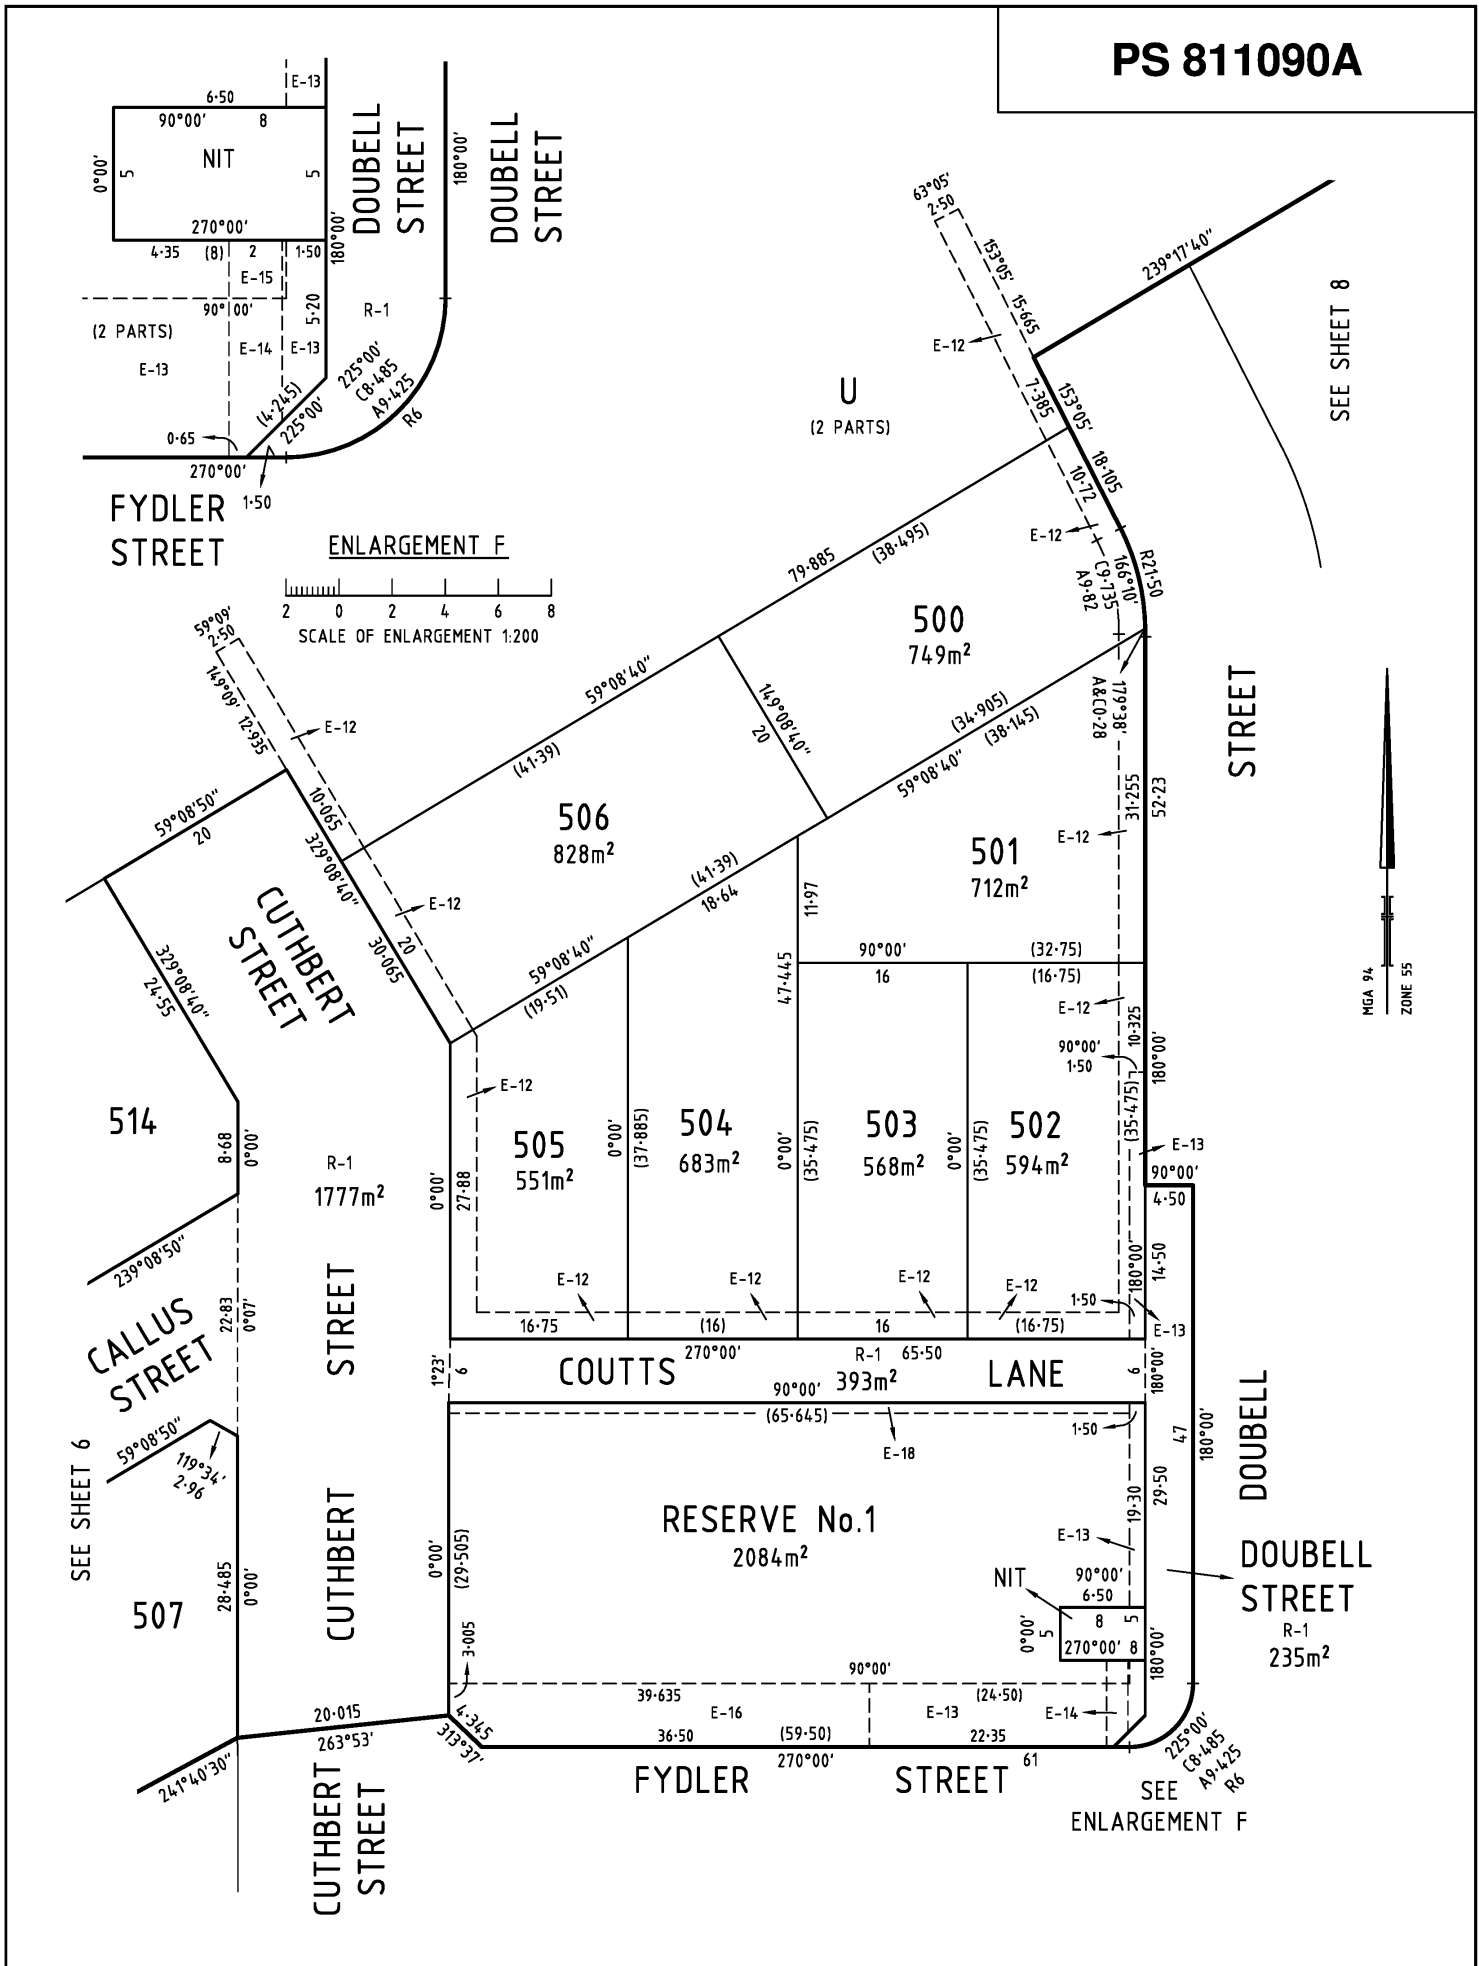 PS 811090A
E-13
6·50
90°00'
8
NIT
0°00'
5
5
270°00'
4·35
(8)
2
1·50
180°00'
DOUBELL
STREET
180°00'
DOUBELL
STREET
E-15
90°00'
(2 PARTS)
E-13
E-14
E-13
5·20
R-1
225°00'
C8·485
A9·425
R6
(4·245)
225°00'
0·65
270°00'
1·50
FYDLER
STREET
ENLARGEMENT F
2 0 2 4 6 8
SCALE OF ENLARGEMENT 1:200
63°05'
2·50
153°05'
15·665
E-12
239°17'40"
SEE SHEET 8
U
(2 PARTS)
7·385
153°05'
18·105
10·72
E-12
R21·50
166°10'
C9·735
A9·82
79·885
(38·495)
59°08'40"
(41·39)
500
749m²
149°08'40"
20
(34·905)
(38·145)
59°08'40"
179°38'
A&C0·28
31·255
52·23
E-12
STREET
59°09'
2·50
149°09'
12·935
E-12
10·065
329°08'40"
30·065
20
E-12
59°08'50"
20
506
828m²
(41·39)
18·64
59°08'40"
(19·51)
501
712m²
11·97
90°00'
(32·75)
16
(16·75)
47·445
E-12
10·325
90°00'
1·50
180°00'
(35·475)
MGA 94
ZONE 55
CUTHBERT
STREET
329°08'40"
24·55
514
8·68
0°00'
R-1
1777m²
0°00'
27·88
E-12
505
551m²
0°00'
(37·885)
504
683m²
0°00'
(35·475)
503
568m²
0°00'
(35·475)
502
594m²
E-13
90°00'
4·50
180°00'
14·50
239°08'50"
CALLUS
STREET
22·83
0°07'
STREET
E-12
E-12
E-12
E-12
1·50
E-13
16·75
(16)
16
(16·75)
270°00'
R-1
65·50
1°23'
6
COUTTS
393m²
LANE
6
180°00'
90°00'
(65·645)
E-18
1·50
DOUBELL
47
180°00'
59°08'50"
119°34'
2·96
SEE SHEET 6
RESERVE No.1
2084m²
19·30
29·50
E-13
CUTHBERT
0°00'
(29·505)
28·485
0°00'
507
NIT
90°00'
6·50
0°00'
5
8
5
270°00'
8
180°00'
DOUBELL
STREET
R-1
235m²
3·005
90°00'
39·635
(24·50)
E-16
E-13
E-14
4·345
313°37'
36·50
(59·50)
22·35
270°00'
61
20·015
263°53'
241°40'30"
CUTHBERT
STREET
FYDLER
STREET
225°00'
C8·485
A9·425
R6
SEE
ENLARGEMENT F